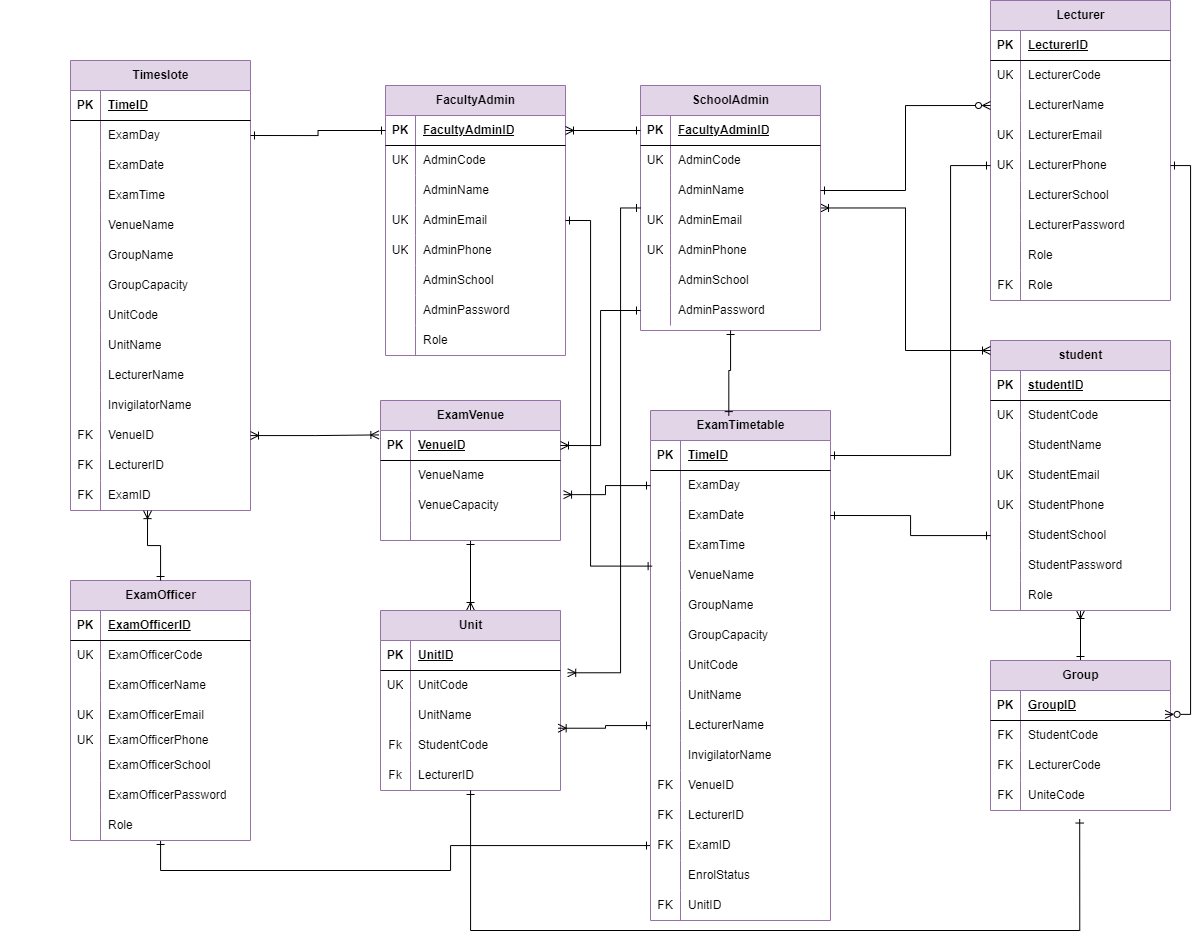 Lecturer
PK LecturerID
UK LecturerCode
LecturerName
UK LecturerEmail
UK LecturerPhone
LecturerSchool
LecturerPassword
Role
FK Role
Timeslote
PK TimeID
ExamDay
ExamDate
ExamTime
VenueName
GroupName
GroupCapacity
UnitCode
UnitName
LecturerName
InvigilatorName
FK VenueID
FK LecturerID
FK ExamID
FacultyAdmin
PK FacultyAdminID
UK AdminCode
AdminName
UK AdminEmail
UK AdminPhone
AdminSchool
AdminPassword
Role
SchoolAdmin
PK FacultyAdminID
UK AdminCode
AdminName
UK AdminEmail
UK AdminPhone
AdminSchool
AdminPassword
student
PK studentID
UK StudentCode
StudentName
UK StudentEmail
UK StudentPhone
StudentSchool
StudentPassword
Role
ExamVenue
PK VenueID
VenueName
VenueCapacity
ExamTimetable
PK TimeID
ExamDay
ExamDate
ExamTime
VenueName
GroupName
GroupCapacity
UnitCode
UnitName
LecturerName
InvigilatorName
FK VenueID
FK LecturerID
FK ExamID
EnrolStatus
FK UnitID
ExamOfficer
PK ExamOfficerID
UK ExamOfficerCode
ExamOfficerName
UK ExamOfficerEmail
UK ExamOfficerPhone
ExamOfficerSchool
ExamOfficerPassword
Role
Unit
PK UnitID
UK UnitCode
UnitName
Fk StudentCode
Fk LecturerID
Group
PK GroupID
FK StudentCode
FK LecturerCode
FK UniteCode